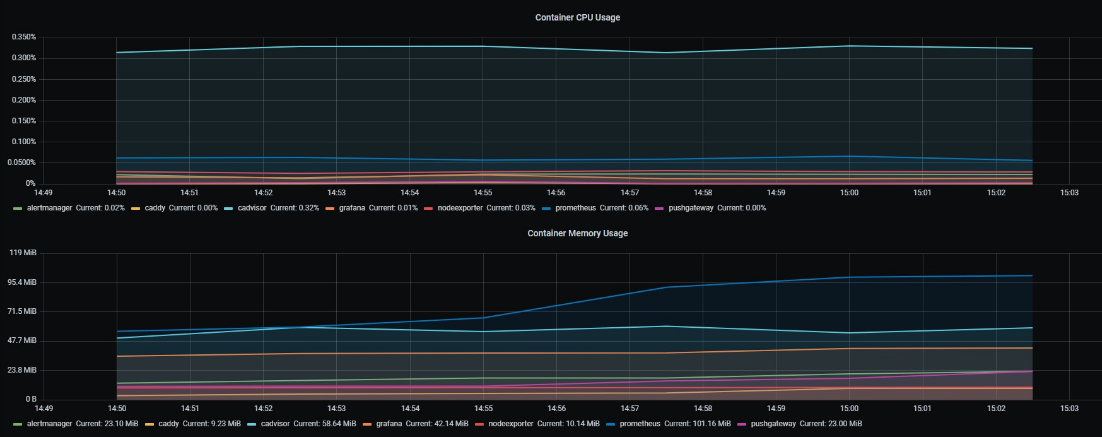 Container CPU Usage
0.350%
0.300%
0.250%
0.200%
0.150%
0.100%
0.0500%
0%
14:49 14:50 14:51 14:52 14:53 14:54 14:55 14:56 14:57 14:58 14:59 15:00 15:01 15:02 15:03
alertmanager Current: 0.02% caddy Current: 0.00% cadvisor Current: 0.32% grafana Current: 0.01% nodeexporter Current: 0.03% prometheus Current: 0.06% pushgateway Current: 0.00%
Container Memory Usage
119 MiB
95.4 MiB
71.5 MiB
47.7 MiB
23.8 MiB
0 B
14:49 14:50 14:51 14:52 14:53 14:54 14:55 14:56 14:57 14:58 14:59 15:00 15:01 15:02 15:03
alertmanager Current: 23.10 MiB caddy Current: 9.23 MiB cadvisor Current: 58.64 MiB grafana Current: 42.14 MiB nodeexporter Current: 10.14 MiB prometheus Current: 101.16 MiB pushgateway Current: 23.00 MiB